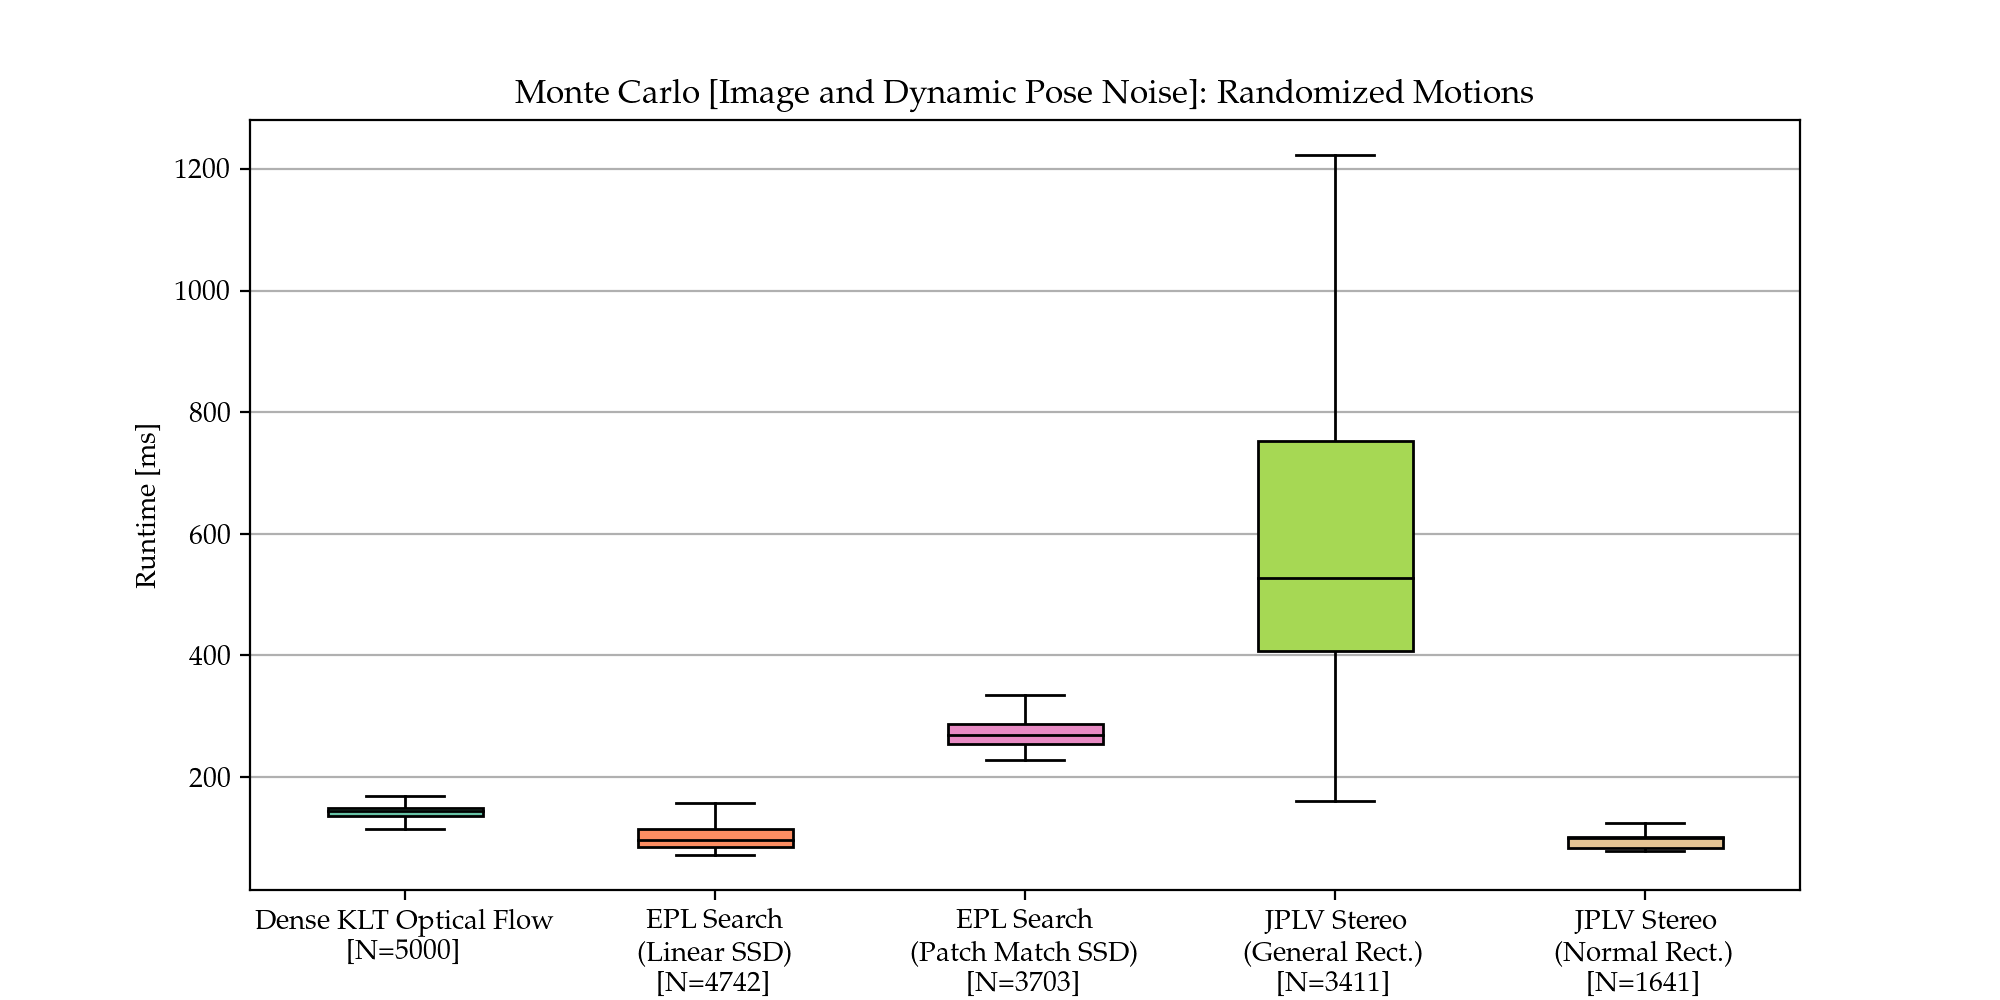 Monte Carlo [Image and Dynamic Pose Noise]: Randomized Motions
Runtime [ms]
1200
1000
800
600
400
200
Dense KLT Optical Flow
[N=5000]
EPL Search
(Linear SSD)
[N=4742]
EPL Search
(Patch Match SSD)
[N=3703]
JPLV Stereo
(General Rect.)
[N=3411]
JPLV Stereo
(Normal Rect.)
[N=1641]